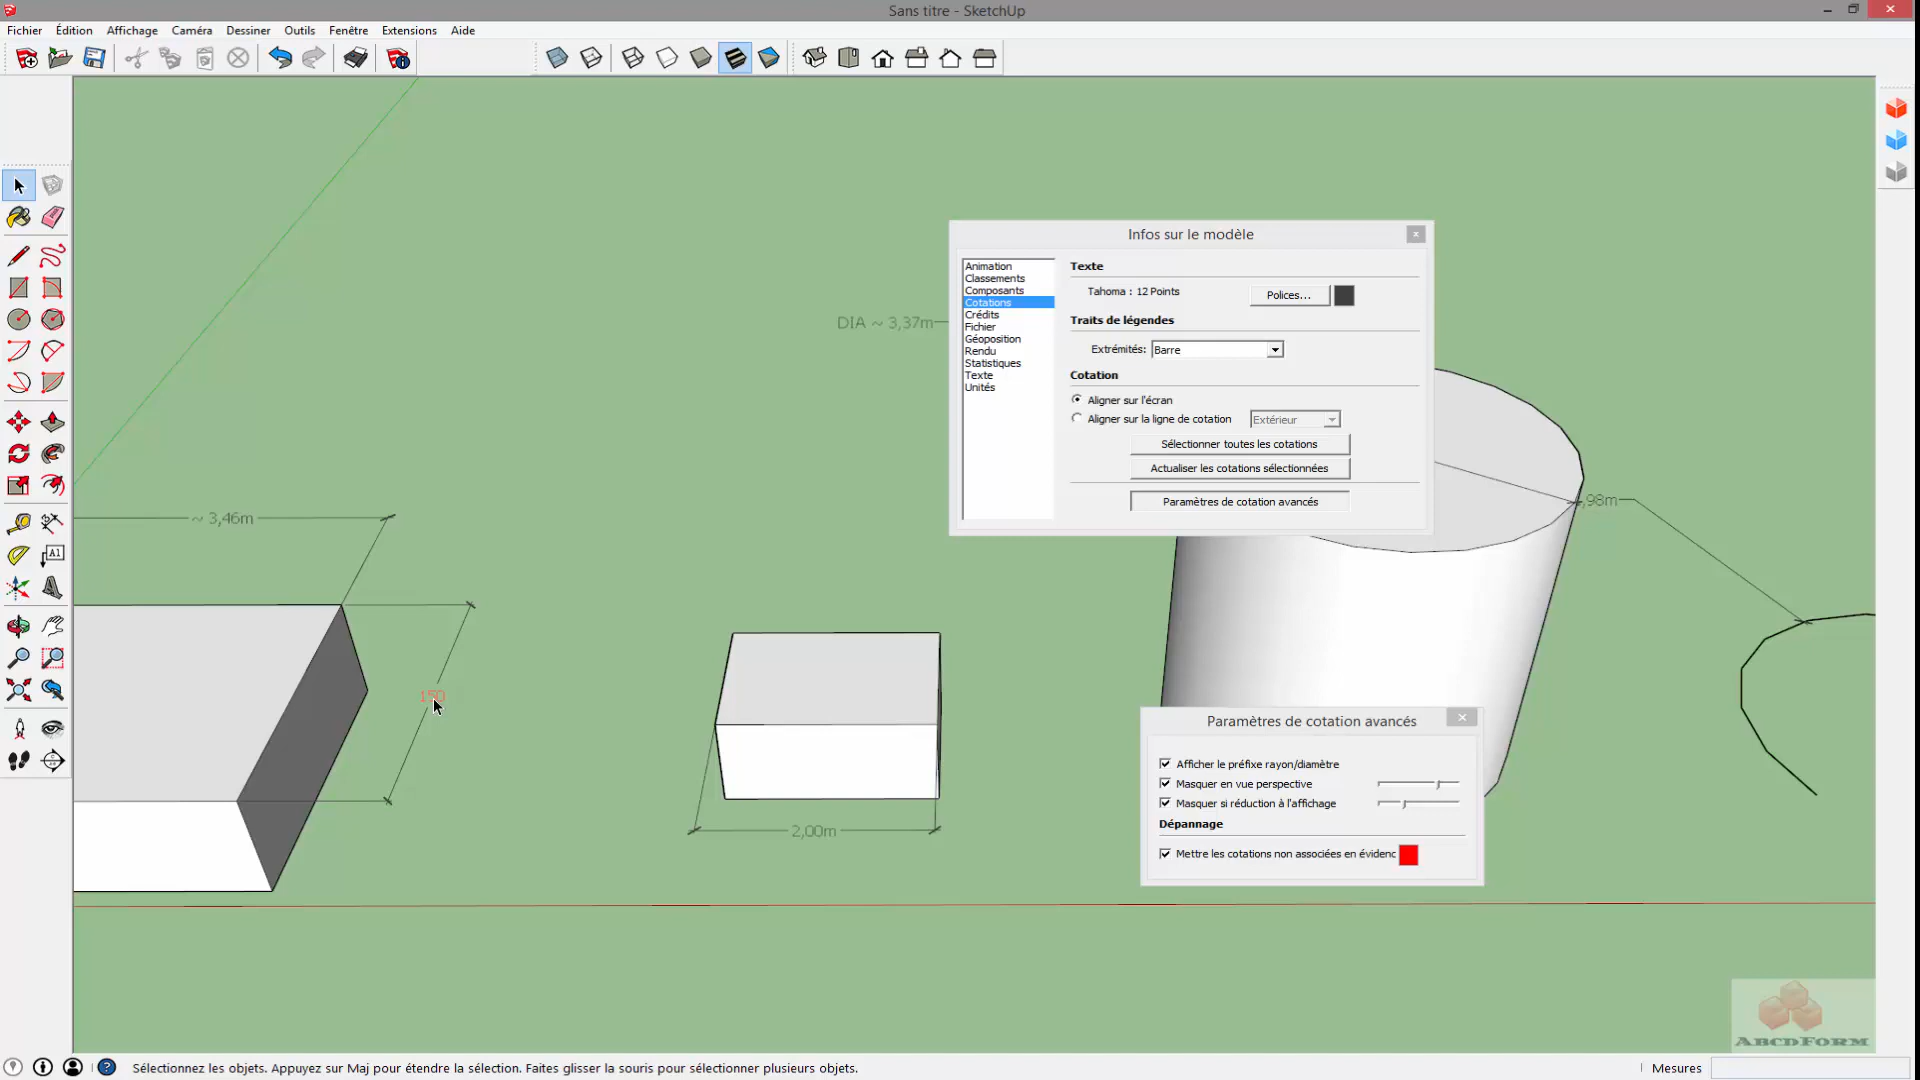 Sans titre - SketchUp
Fichier Édition Affichage Caméra Dessiner Outils Fenêtre Extensions Aide
Infos sur le modèle
Animation
Classements
Composants
Cotations
Crédits
Fichier
Géoposition
Rendu
Statistiques
Texte
Unités
Texte
Tahoma : 12 Points
Polices...
Traits de légendes
Extrémités: Barre
Cotation
Aligner sur l'écran
Aligner sur la ligne de cotation Extérieur
Sélectionner toutes les cotations
Actualiser les cotations sélectionnées
Paramètres de cotation avancés
DIA ~ 3,37m
,98m
~ 3,46m
150
2,00m
A1
Paramètres de cotation avancés
Afficher le préfixe rayon/diamètre
Masquer en vue perspective
Masquer si réduction à l'affichage
Dépannage
Mettre les cotations non associées en évidenc
ABCDFORM
Sélectionnez les objets. Appuyez sur Maj pour étendre la sélection. Faites glisser la souris pour sélectionner plusieurs objets.
Mesures